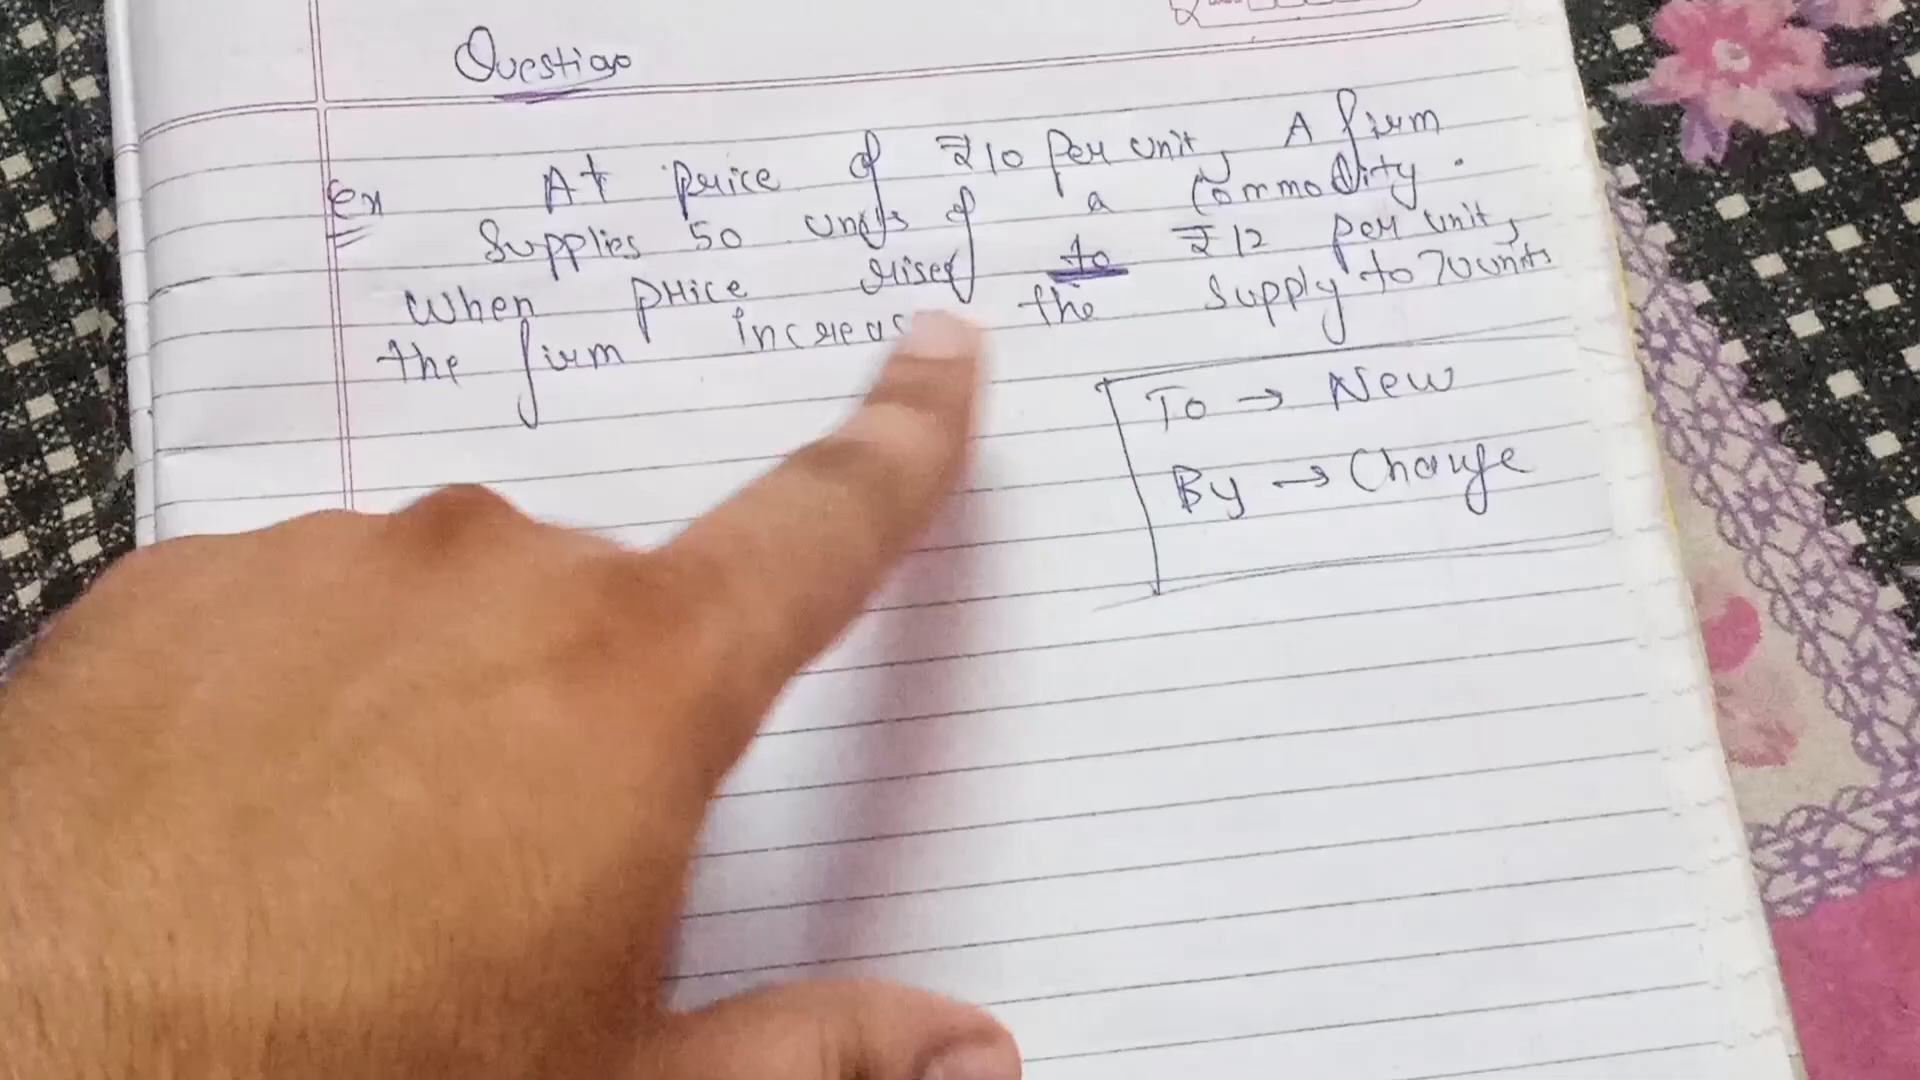 Question
Ex At price of ₹10 per unit, A firm
Supplies 50 units of a Commodity.
When price rises to ₹12 per unit,
the firm increas the supply to 70 units
To → New
By → Change